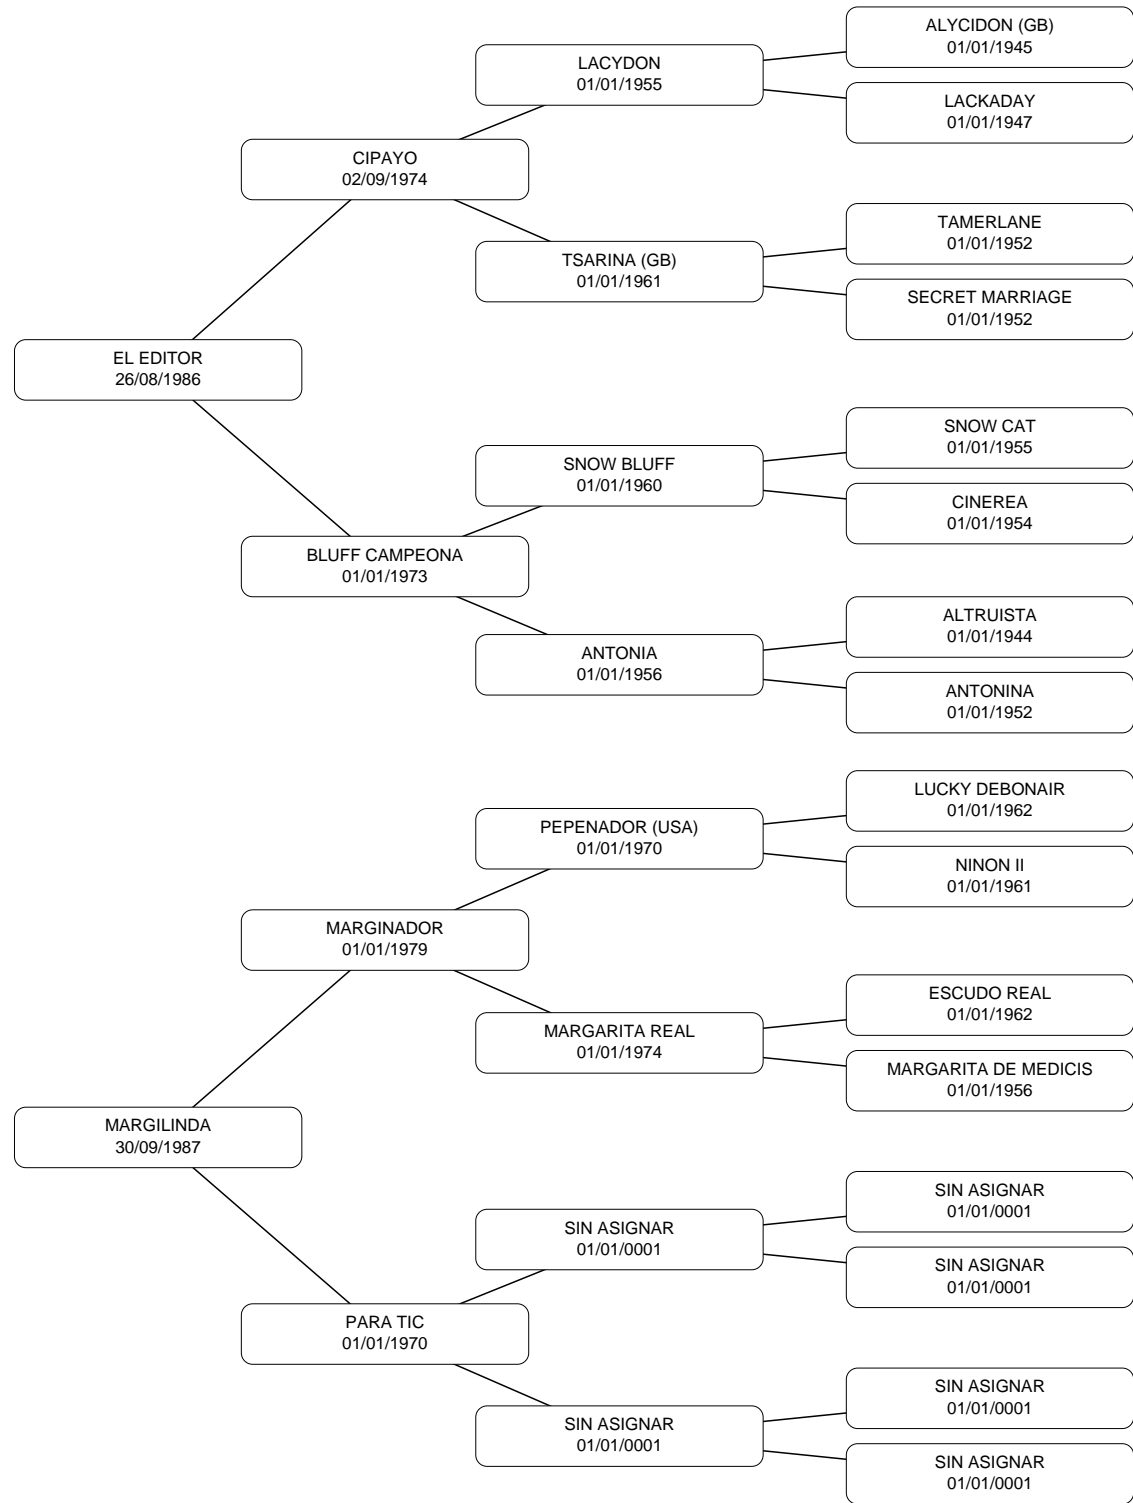 ALYCIDON (GB)
01/01/1945
LACYDON
01/01/1955
LACKADAY
01/01/1947
CIPAYO
02/09/1974
TAMERLANE
01/01/1952
TSARINA (GB)
01/01/1961
SECRET MARRIAGE
01/01/1952
EL EDITOR
26/08/1986
SNOW CAT
01/01/1955
SNOW BLUFF
01/01/1960
CINEREA
01/01/1954
BLUFF CAMPEONA
01/01/1973
ALTRUISTA
01/01/1944
ANTONIA
01/01/1956
ANTONINA
01/01/1952
LUCKY DEBONAIR
01/01/1962
PEPENADOR (USA)
01/01/1970
NINON II
01/01/1961
MARGINADOR
01/01/1979
ESCUDO REAL
01/01/1962
MARGARITA REAL
01/01/1974
MARGARITA DE MEDICIS
01/01/1956
MARGILINDA
30/09/1987
SIN ASIGNAR
01/01/0001
SIN ASIGNAR
01/01/0001
SIN ASIGNAR
01/01/0001
PARA TIC
01/01/1970
SIN ASIGNAR
01/01/0001
SIN ASIGNAR
01/01/0001
SIN ASIGNAR
01/01/0001